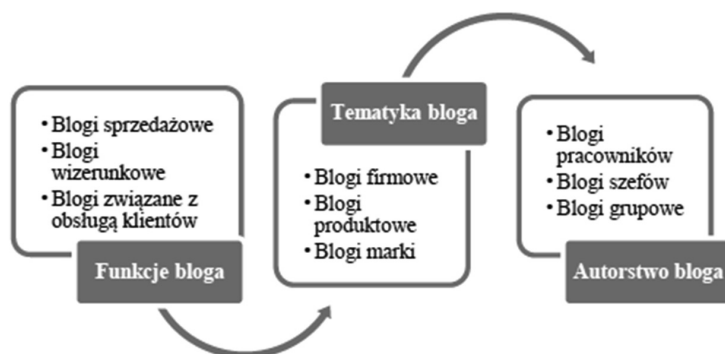 • Blogi sprzedażowe
• Blogi
wizerunkowe
• Blogi związane z
obsługą klientów
Funkcje bloga
Tematyka bloga
• Blogi firmowe
• Blogi
produktowe
• Blogi marki
• Blogi
pracowników
• Blogi szefów
• Blogi grupowe
Autorstwo bloga